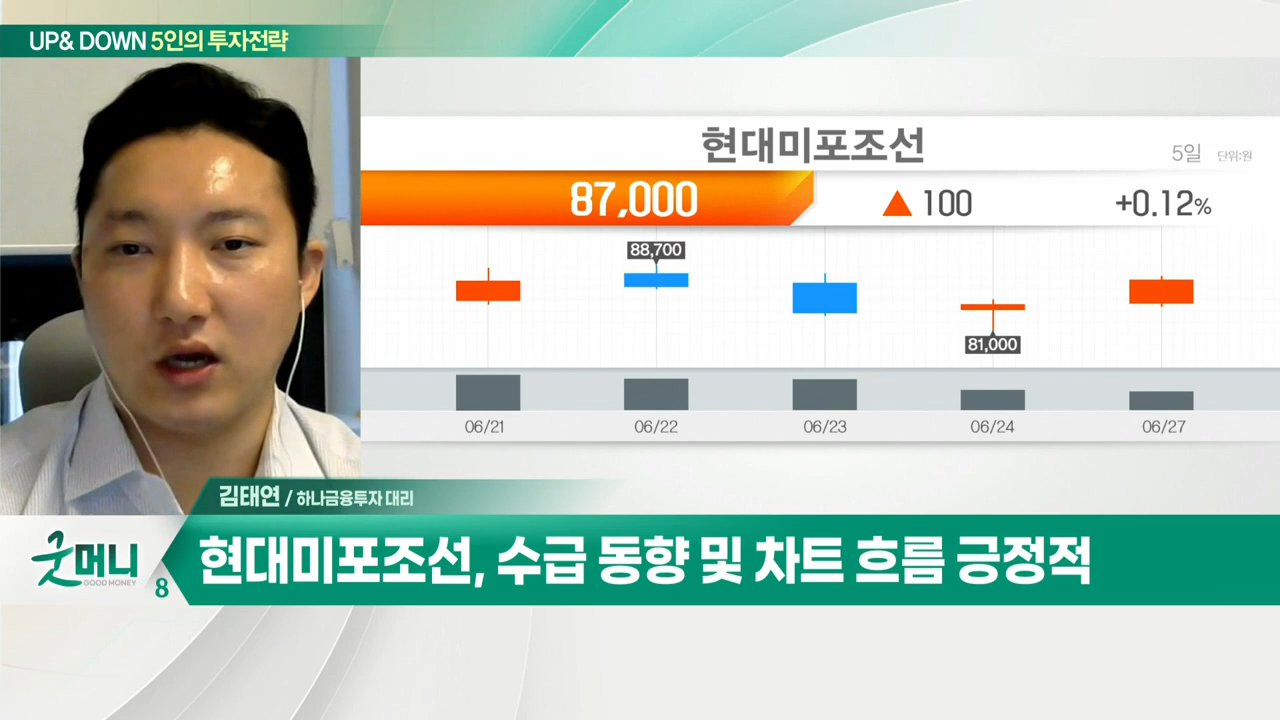 UP& DOWN 5인의 투자전략
현대미포조선
5일 단위:원
87,000 ▲ 100 +0.12%
88,700
81,000
06/21 06/22 06/23 06/24 06/27
김태연 / 하나금융투자 대리
굿머니
GOOD MONEY
8
현대미포조선, 수급 동향 및 차트 흐름 긍정적